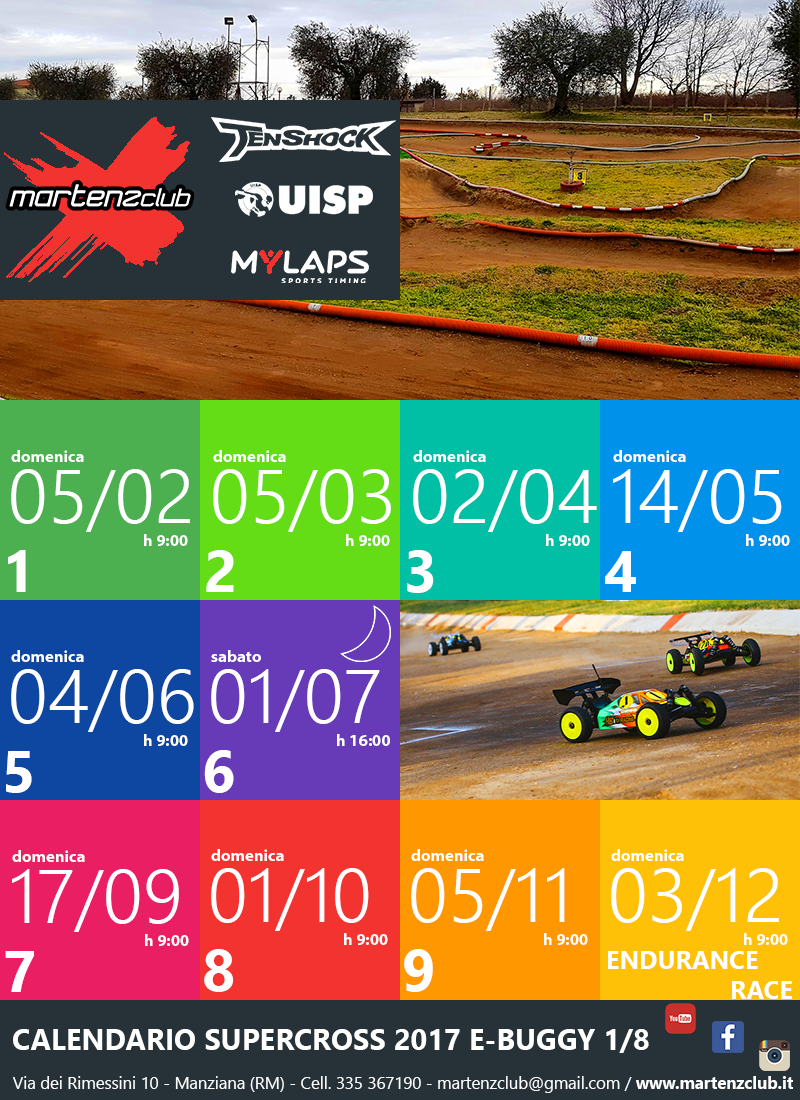 martenzclub
TENSHOCK
UISP
MYLAPS
SPORTS TIMING
3
domenica
05/02
h 9:00
1
domenica
05/03
h 9:00
2
domenica
02/04
h 9:00
3
domenica
14/05
h 9:00
4
domenica
04/06
h 9:00
5
sabato
01/07
h 16:00
6
domenica
17/09
h 9:00
7
domenica
01/10
h 9:00
8
domenica
05/11
h 9:00
9
domenica
03/12
h 9:00
ENDURANCE
RACE
CALENDARIO SUPERCROSS 2017 E-BUGGY 1/8
YouTube
f
Via dei Rimessini 10 - Manziana (RM) - Cell. 335 367190 - martenzclub@gmail.com / www.martenzclub.it